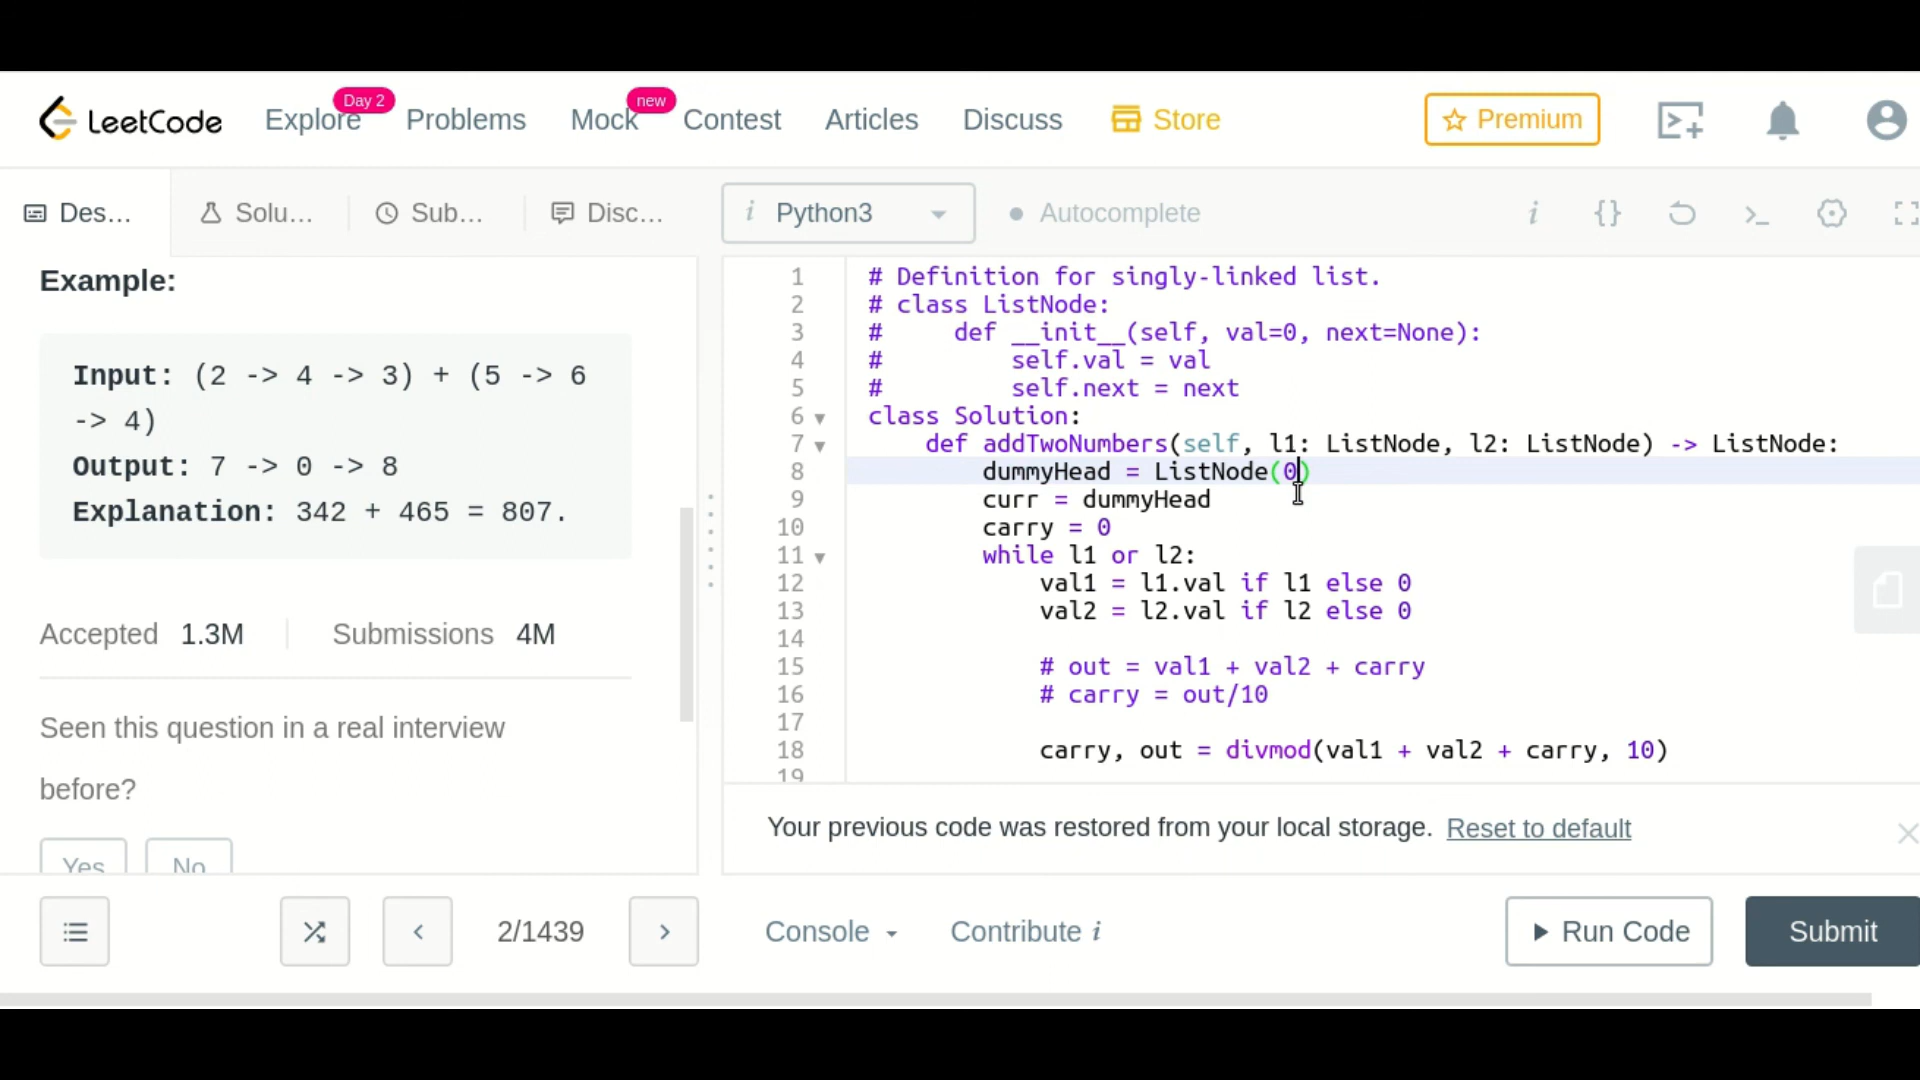 LeetCode Explore Day 2 Problems Mock new Contest Articles Discuss Store Premium
Des... Solu... Sub... Disc...
Example:
Input: (2 -> 4 -> 3) + (5 -> 6
-> 4)
Output: 7 -> 0 -> 8
Explanation: 342 + 465 = 807.
Accepted 1.3M Submissions 4M
Seen this question in a real interview
before?
Yes No
2/1439
i Python3 Autocomplete i {} >_
1 # Definition for singly-linked list.
2 # class ListNode:
3 #     def __init__(self, val=0, next=None):
4 #         self.val = val
5 #         self.next = next
6 class Solution:
7     def addTwoNumbers(self, l1: ListNode, l2: ListNode) -> ListNode:
8         dummyHead = ListNode(0)
9         curr = dummyHead
10         carry = 0
11         while l1 or l2:
12             val1 = l1.val if l1 else 0
13             val2 = l2.val if l2 else 0
14
15             # out = val1 + val2 + carry
16             # carry = out/10
17
18             carry, out = divmod(val1 + val2 + carry, 10)
19
Your previous code was restored from your local storage. Reset to default
Console Contribute i Run Code Submit